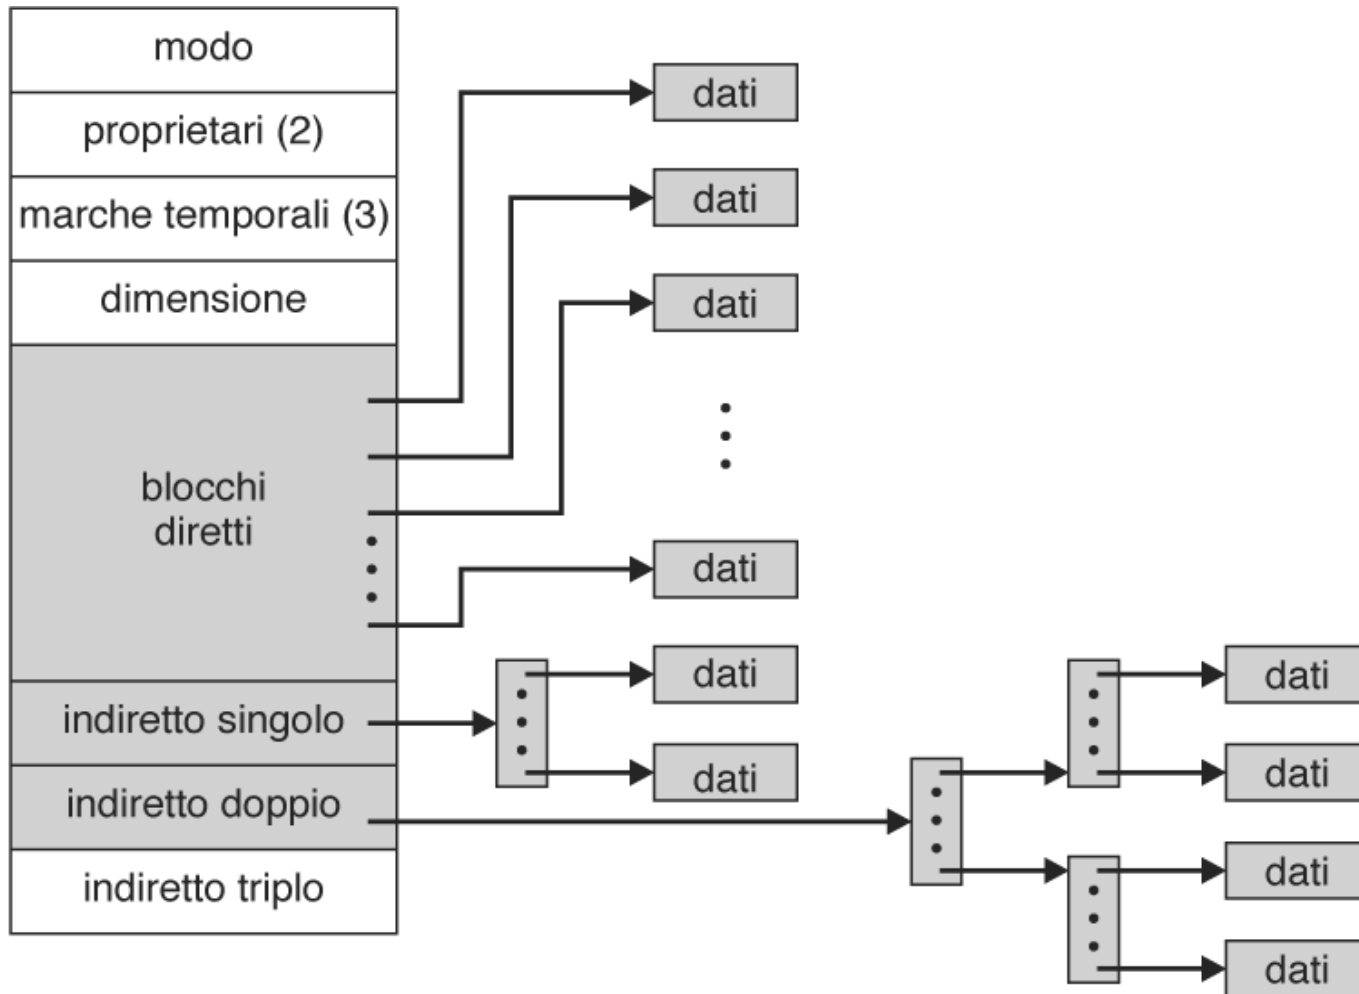 modo
proprietari (2)
marche temporali (3)
dimensione
blocchi
diretti
indiretto singolo
indiretto doppio
indiretto triplo
dati
dati
dati
dati
dati
dati
dati
dati
dati
dati